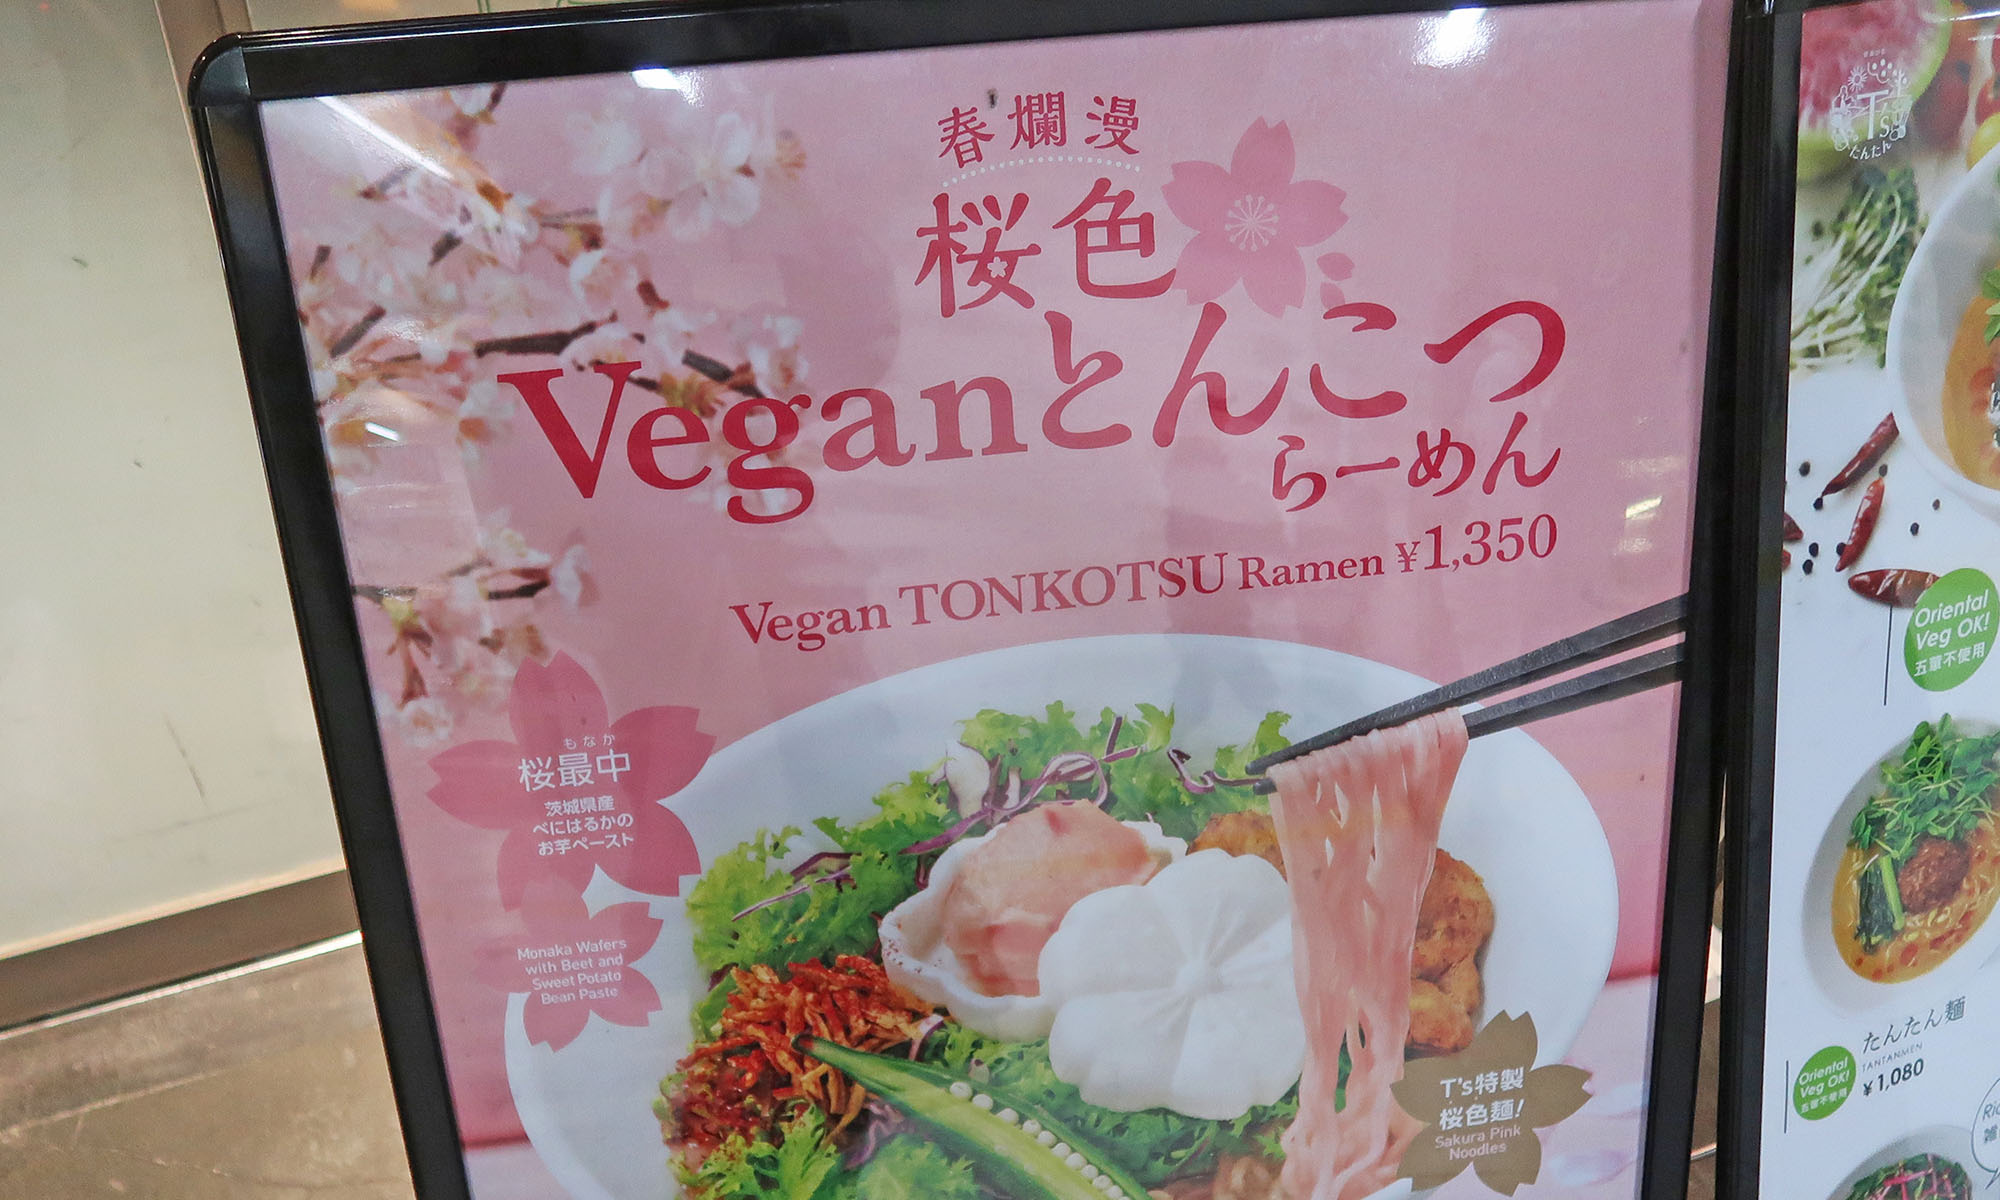 春爛漫
桜色
Veganとんこつ
らーめん
Vegan TONKOTSU Ramen ¥1,350
もなか
桜最中
茨城県産
べにはるかの
お芋ペースト
Monaka Wafers
with Beet and
Sweet Potato
Bean Paste
T's特製
桜色麺!
Sakura Pink
Noodles
T's
たんたん
Oriental
Veg OK!
五葷不使用
たんたん麺
TANTANMEN
¥1,080
Oriental
Veg OK!
五葷不使用